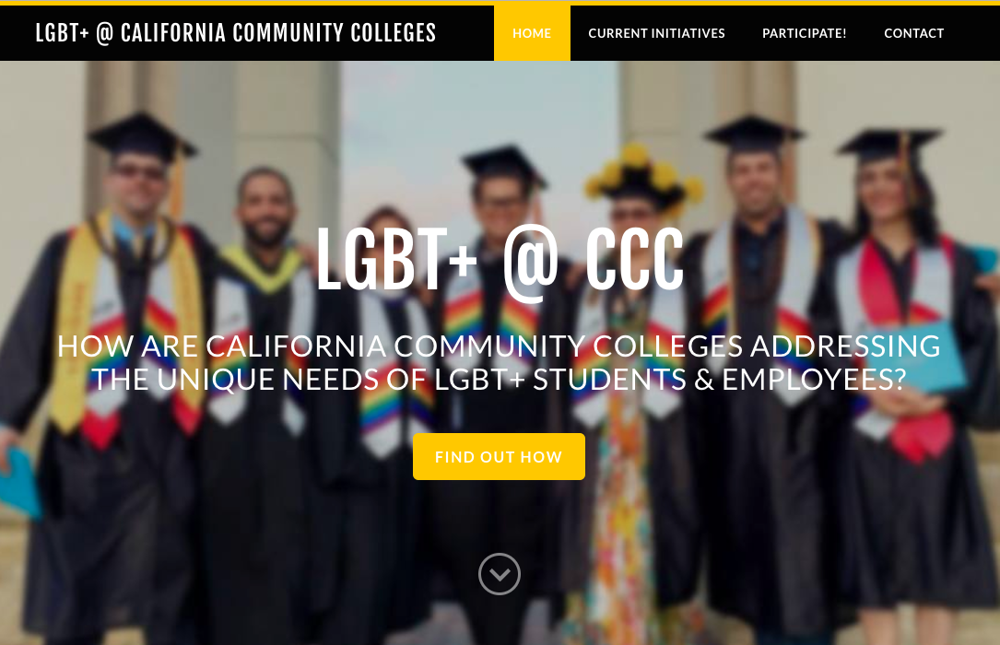 LGBT+ @ CALIFORNIA COMMUNITY COLLEGES
HOME
CURRENT INITIATIVES
PARTICIPATE!
CONTACT
LGBT+ @ CCC
HOW ARE CALIFORNIA COMMUNITY COLLEGES ADDRESSING
THE UNIQUE NEEDS OF LGBT+ STUDENTS & EMPLOYEES?
FIND OUT HOW